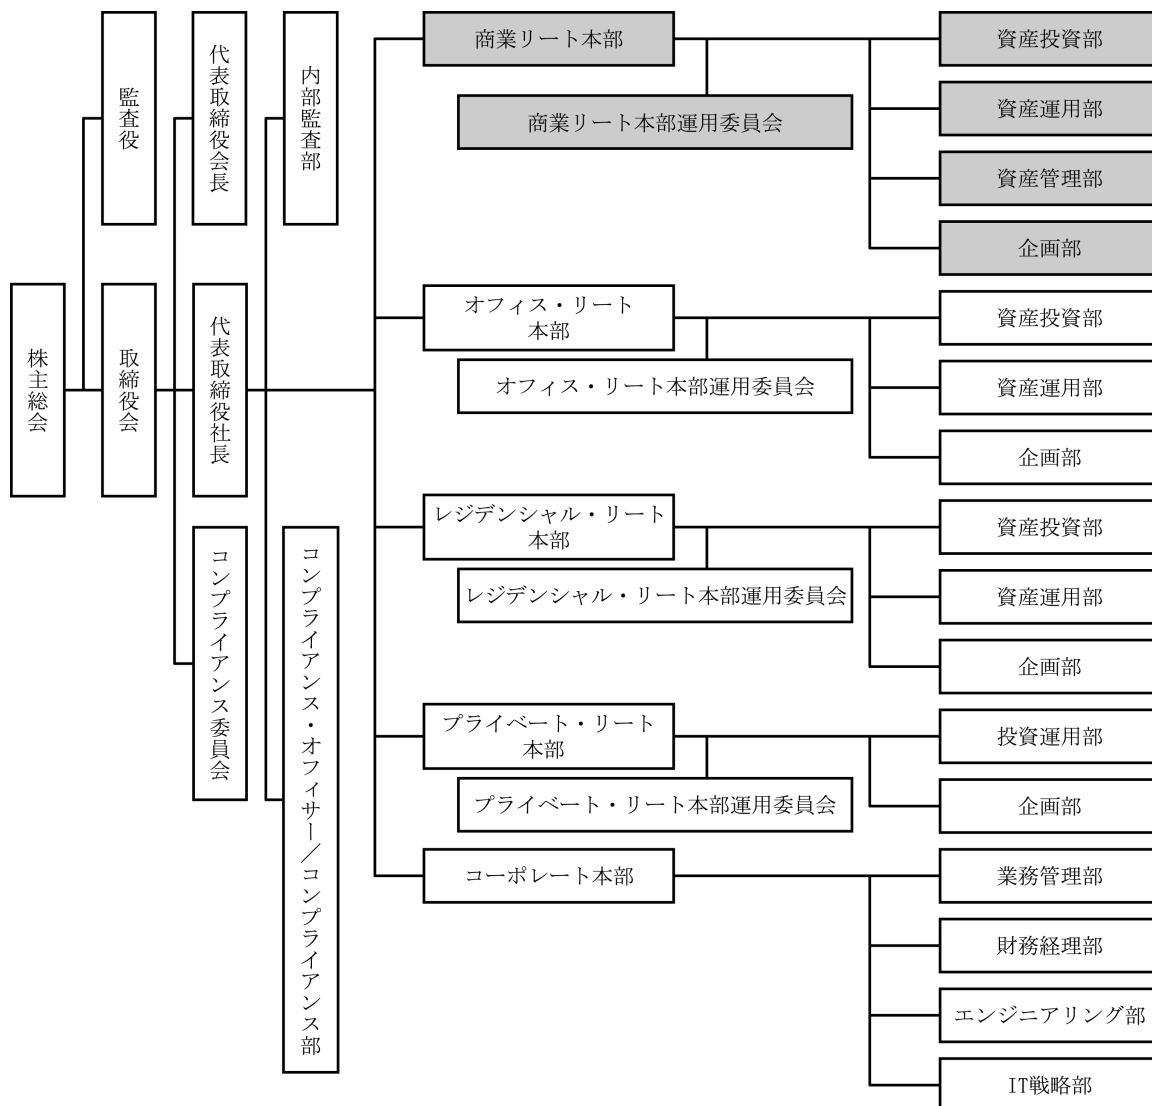 株主総会
監査役
取締役会
代表取締役会長
代表取締役社長
コンプライアンス委員会
内部監査部
コンプライアンス・オフィサー／コンプライアンス部
商業リート本部
商業リート本部運用委員会
資産投資部
資産運用部
資産管理部
企画部
オフィス・リート
本部
オフィス・リート本部運用委員会
資産投資部
資産運用部
企画部
レジデンシャル・リート
本部
レジデンシャル・リート本部運用委員会
資産投資部
資産運用部
企画部
プライベート・リート
本部
プライベート・リート本部運用委員会
投資運用部
企画部
コーポレート本部
業務管理部
財務経理部
エンジニアリング部
IT戦略部